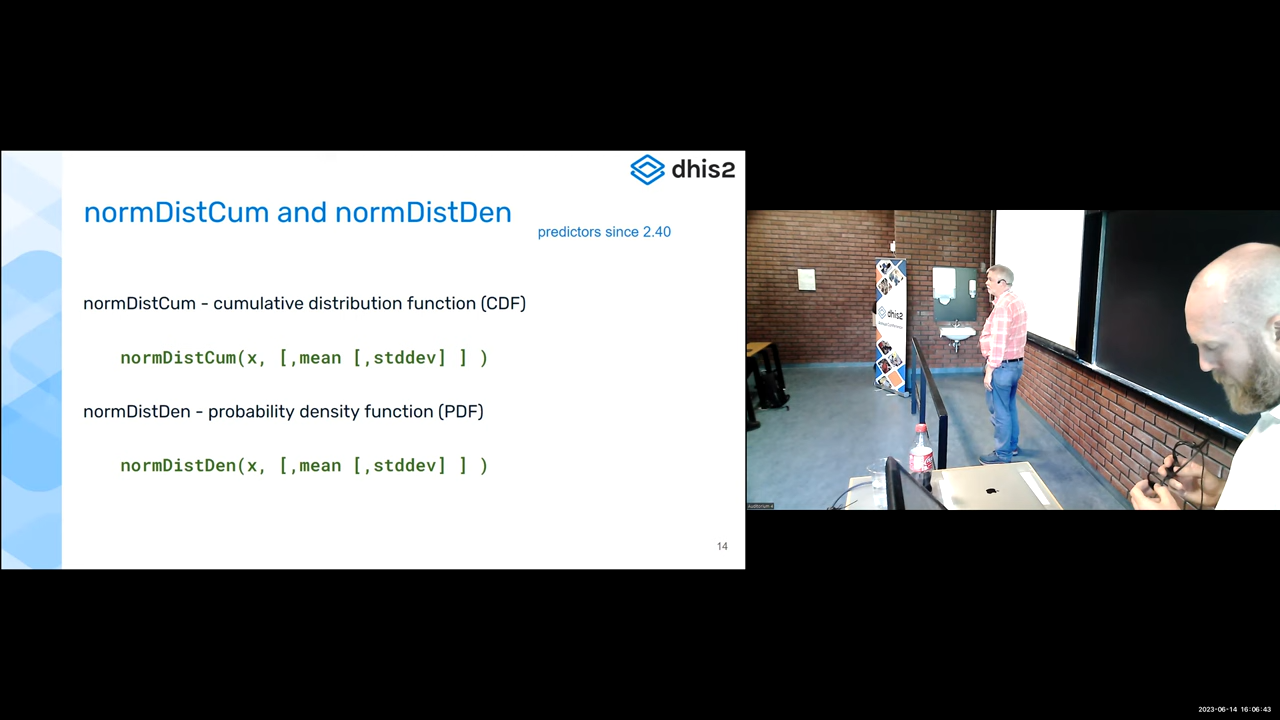 dhis2
normDistCum and normDistDen
predictors since 2.40
normDistCum - cumulative distribution function (CDF)
normDistCum(x, [,mean [,stddev] ] )
normDistDen - probability density function (PDF)
normDistDen(x, [,mean [,stddev] ] )
14
dhis2
2023-06-14 16:06:43